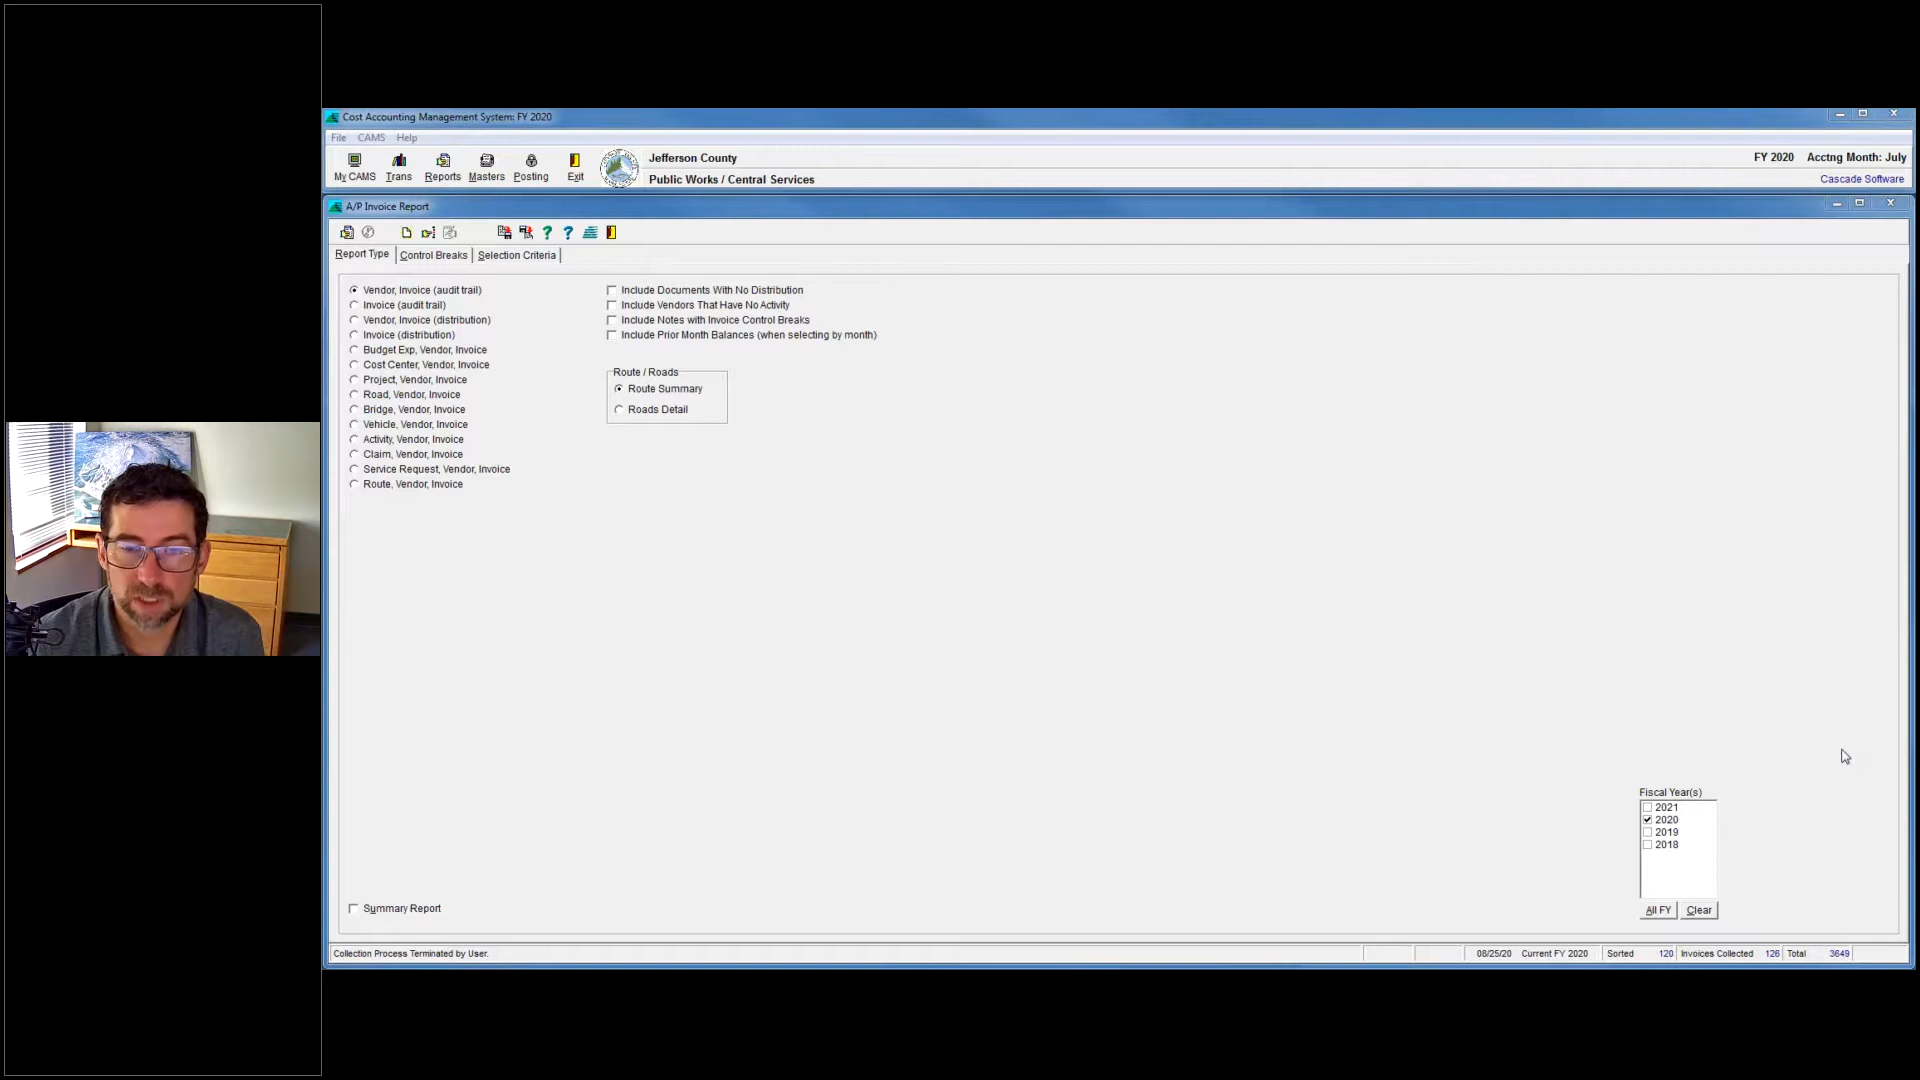 Cost Accounting Management System: FY 2020
File CAMS Help
My CAMS Trans Reports Masters Posting Exit
Jefferson County
Public Works / Central Services
FY 2020 Acctng Month: July
Cascade Software
A/P Invoice Report
Report Type Control Breaks Selection Criteria
Vendor, Invoice (audit trail)
Invoice (audit trail)
Vendor, Invoice (distribution)
Invoice (distribution)
Budget Exp, Vendor, Invoice
Cost Center, Vendor, Invoice
Project, Vendor, Invoice
Road, Vendor, Invoice
Bridge, Vendor, Invoice
Vehicle, Vendor, Invoice
Activity, Vendor, Invoice
Claim, Vendor, Invoice
Service Request, Vendor, Invoice
Route, Vendor, Invoice
Include Documents With No Distribution
Include Vendors That Have No Activity
Include Notes with Invoice Control Breaks
Include Prior Month Balances (when selecting by month)
Route / Roads
Route Summary
Roads Detail
Fiscal Year(s)
2021
2020
2019
2018
All FY Clear
Summary Report
Collection Process Terminated by User. 08/25/20 Current FY 2020 Sorted 120 Invoices Collected 126 Total 3649